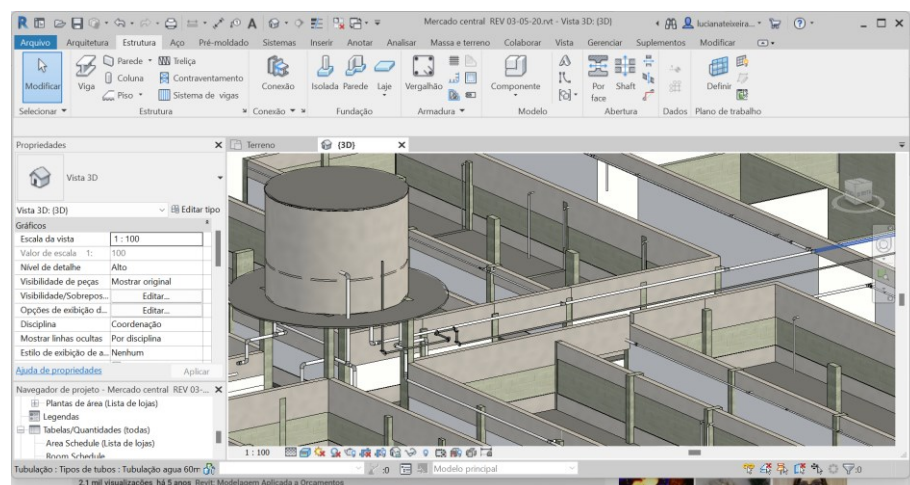 Mercado central REV 03-05-20.rvt - Vista 3D: {3D}
lucianateixeira...
Arquivo Arquitetura Estrutura Aço Pré-moldado Sistemas Inserir Anotar Analisar Massa e terreno Colaborar Vista Gerenciar Suplementos Modificar
Modificar
Viga
Parede
Treliça
Coluna
Contraventamento
Piso
Sistema de vigas
Conexão
Isolada Parede Laje
Vergalhão
Componente
Por face
Shaft
Definir
Selecionar Estrutura Conexão Fundação Armadura Modelo Abertura Dados Plano de trabalho
Propriedades
Terreno
{3D}
Vista 3D
Vista 3D: {3D}
Editar tipo
Gráficos
Escala da vista 1 : 100
Valor de escala 1: 100
Nível de detalhe Alto
Visibilidade de peças Mostrar original
Visibilidade/Sobrepos... Editar...
Opções de exibição d... Editar...
Disciplina Coordenação
Mostrar linhas ocultas Por disciplina
Estilo de exibição de a... Nenhum
Ajuda de propriedades Aplicar
Navegador de projeto - Mercado central REV 03-...
Plantas de área (Lista de lojas)
Legendas
Tabelas/Quantidades (todas)
Area Schedule (Lista de lojas)
Room Schedule
1 : 100
Tubulação : Tipos de tubos : Tubulação agua 60m
:0
Modelo principal
:0
2,1 mil visualizações há 5 anos Revit: Modelagem Aplicada a Orçamentos